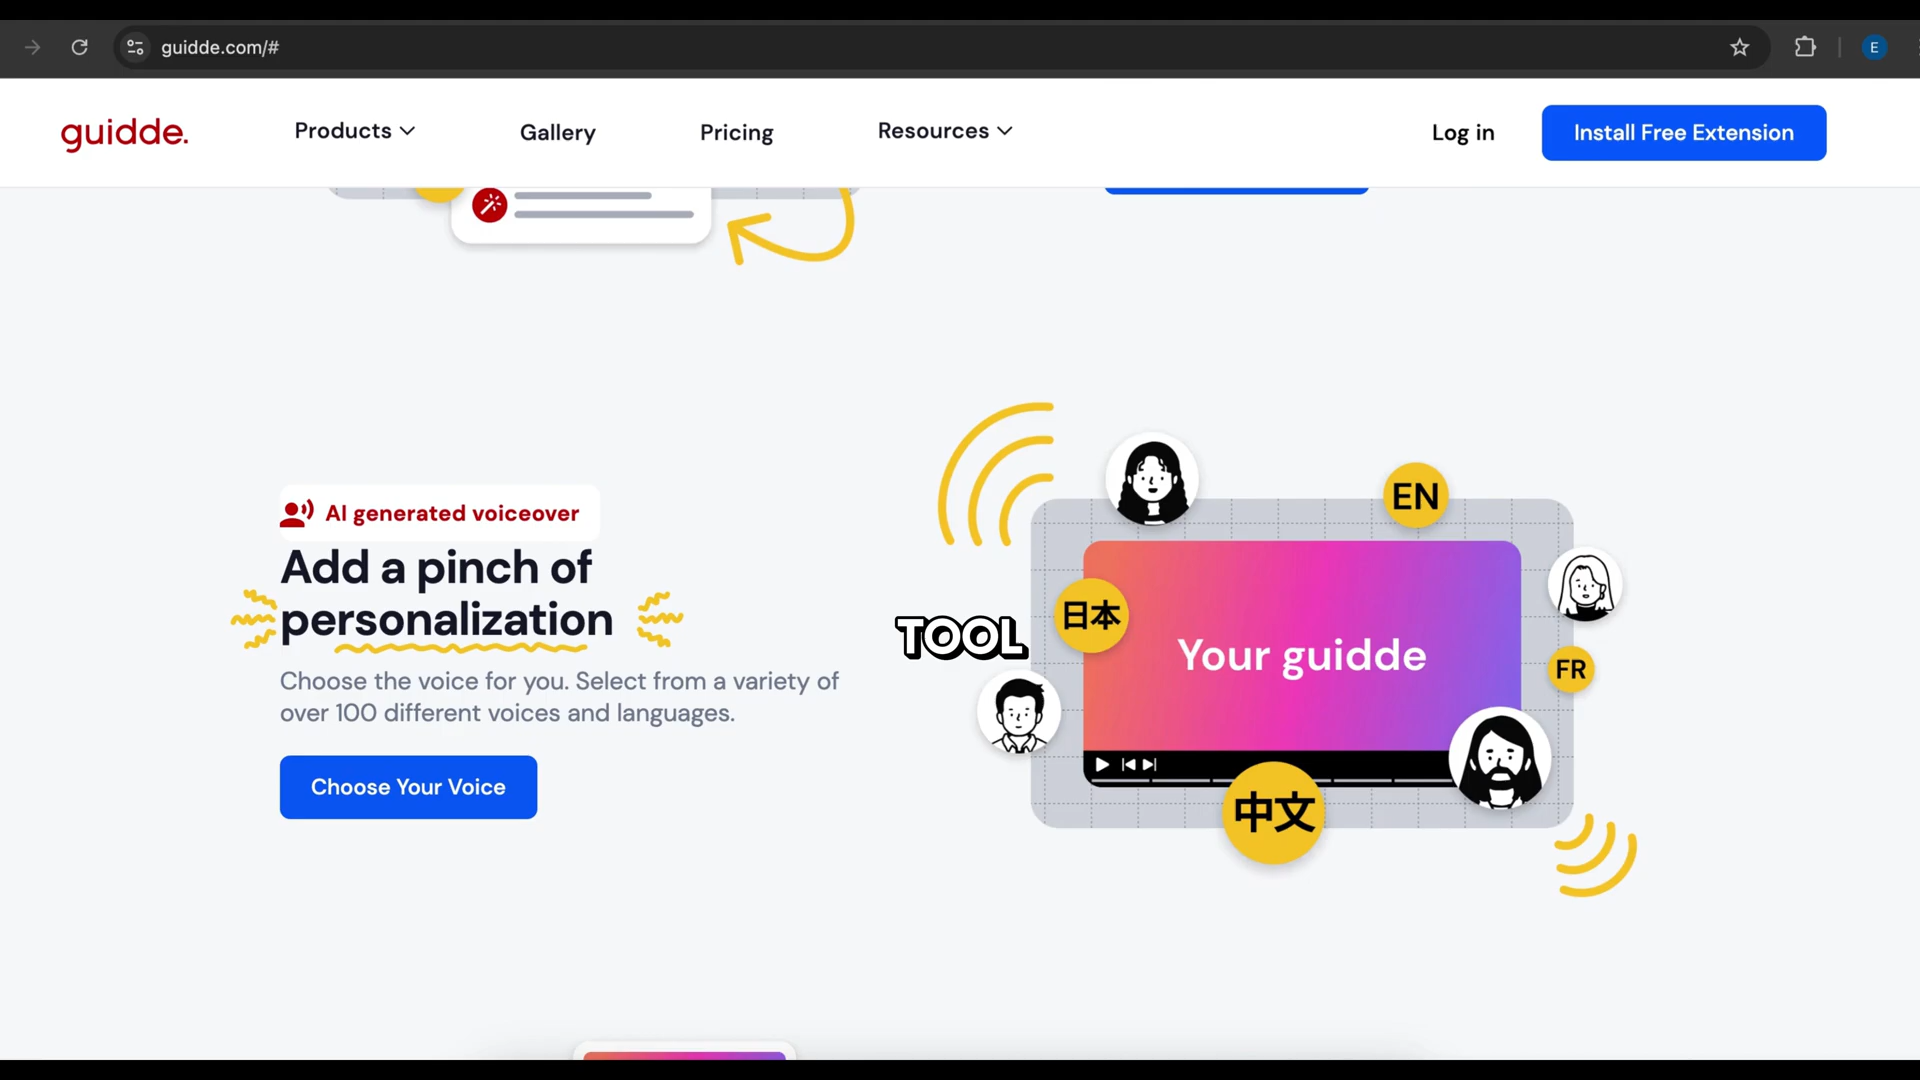 guidde.com/#
E
guidde.
Products
Gallery
Pricing
Resources
Log in
Install Free Extension
AI generated voiceover
Add a pinch of
personalization
Choose the voice for you. Select from a variety of
over 100 different voices and languages.
Choose Your Voice
TOOL
EN
日本
Your guidde
FR
中文